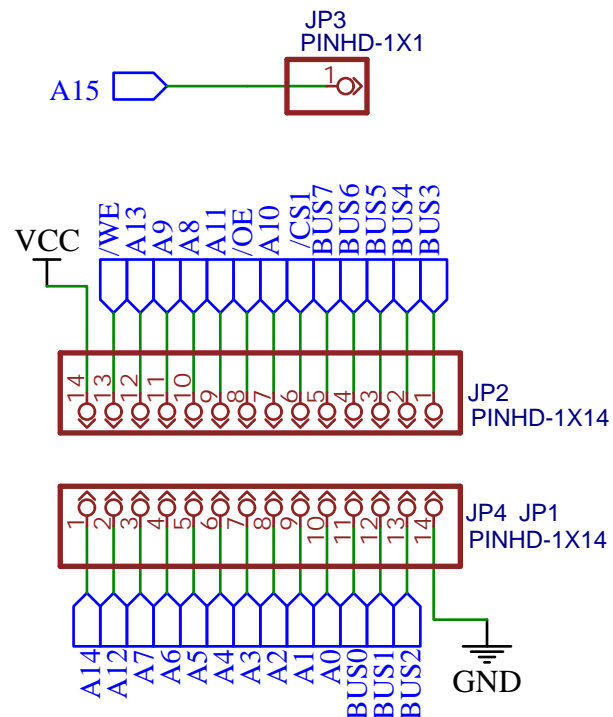 JP3
PINHD-1X1
1
A15
VCC
/WE
A13
A9
A8
A11
/OE
A10
/CS1
BUS7
BUS6
BUS5
BUS4
BUS3
14
13
12
11
10
9
8
7
6
5
4
3
2
1
JP2
PINHD-1X14
1
2
3
4
5
6
7
8
9
10
11
12
13
14
JP4 JP1
PINHD-1X14
A14
A12
A7
A6
A5
A4
A3
A2
A1
A0
BUS0
BUS1
BUS2
GND